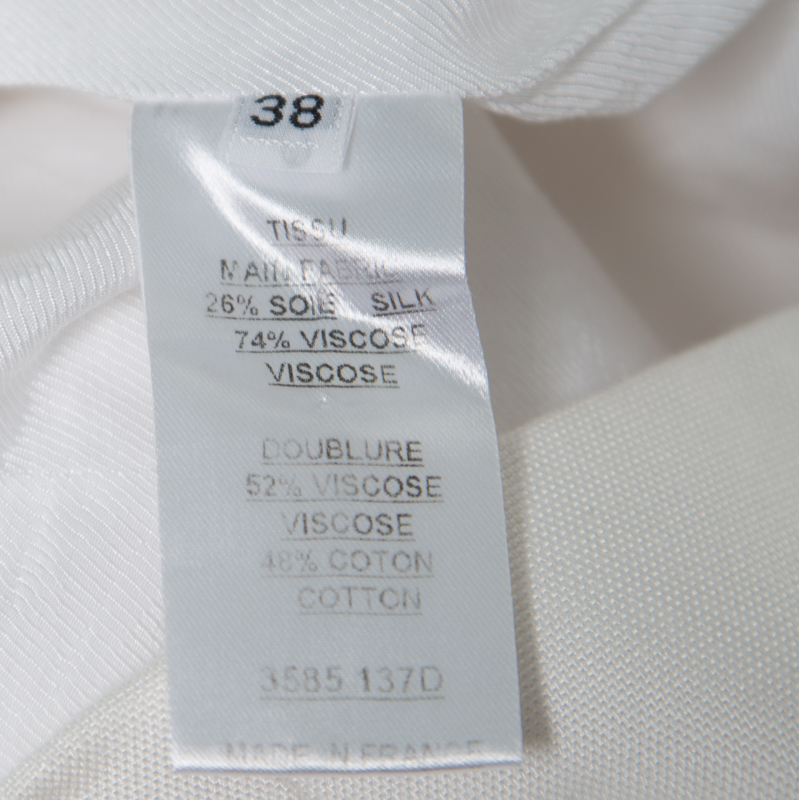 38
TISSU
MAIN FABRIC
26% SOIE SILK
74% VISCOSE
VISCOSE
DOUBLURE
52% VISCOSE
VISCOSE
48% COTON
COTTON
3585 137D
MADE IN FRANCE